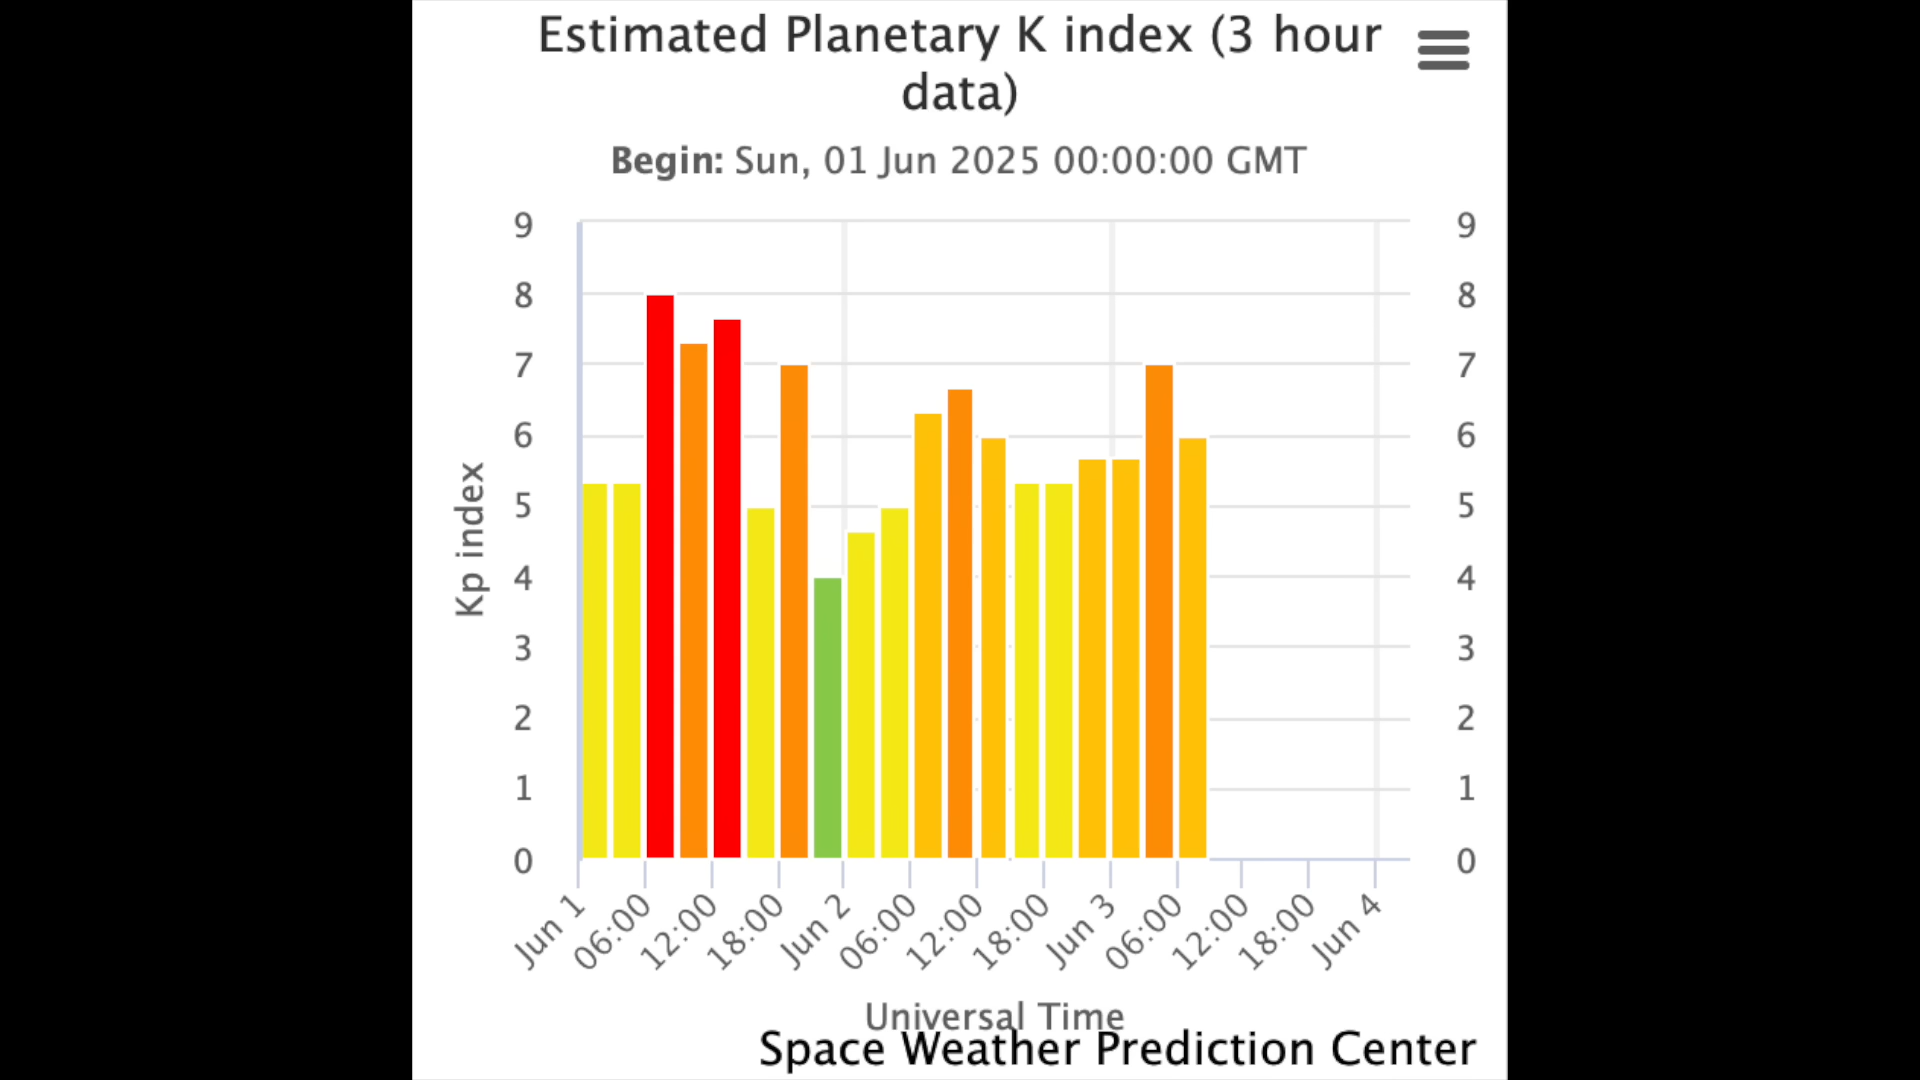 Estimated Planetary K index (3 hour
data)
Begin: Sun, 01 Jun 2025 00:00:00 GMT
9 9
8 8
7 7
6 6
5 5
4 4
3 3
2 2
1 1
0 0
Kp index
Jun 1 06:00 12:00 18:00 Jun 2 06:00 12:00 18:00 Jun 3 06:00 12:00 18:00 Jun 4
Universal Time
Space Weather Prediction Center